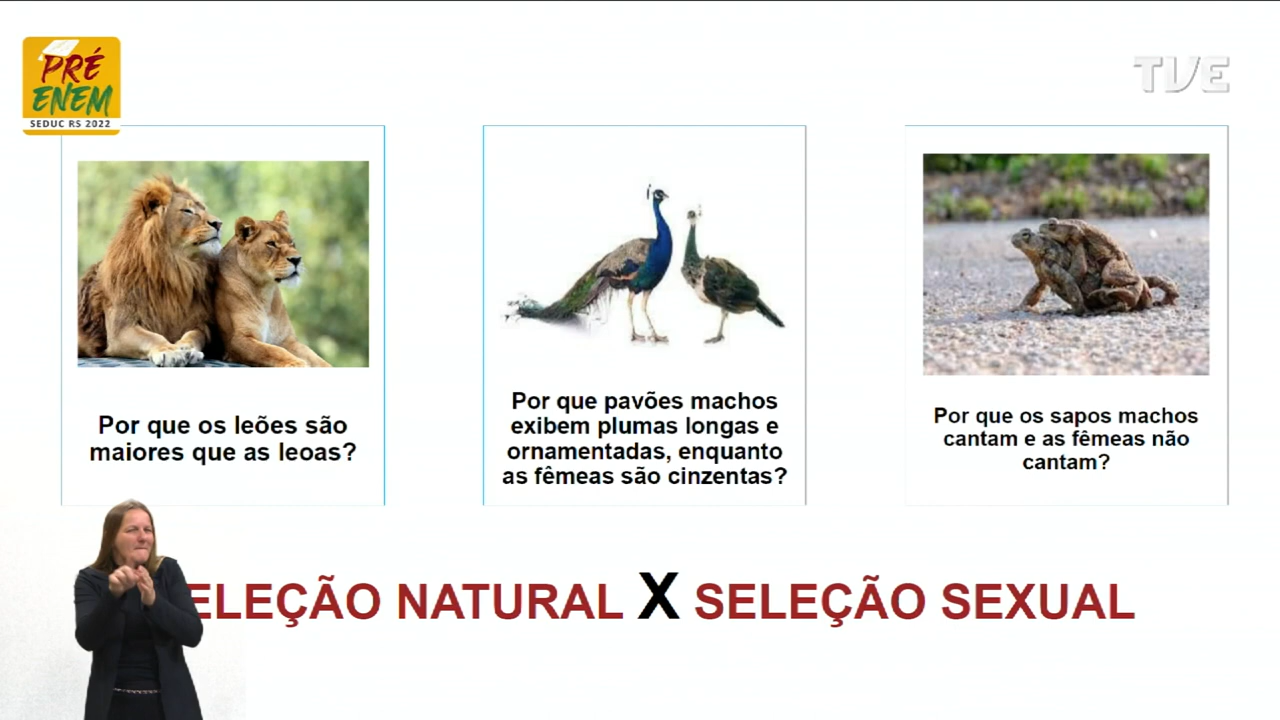 PRÉ
ENEM
SEDUC RS 2022
TVE
Por que os leões são
maiores que as leoas?
Por que pavões machos
exibem plumas longas e
ornamentadas, enquanto
as fêmeas são cinzentas?
Por que os sapos machos
cantam e as fêmeas não
cantam?
ELEÇÃO NATURAL X SELEÇÃO SEXUAL